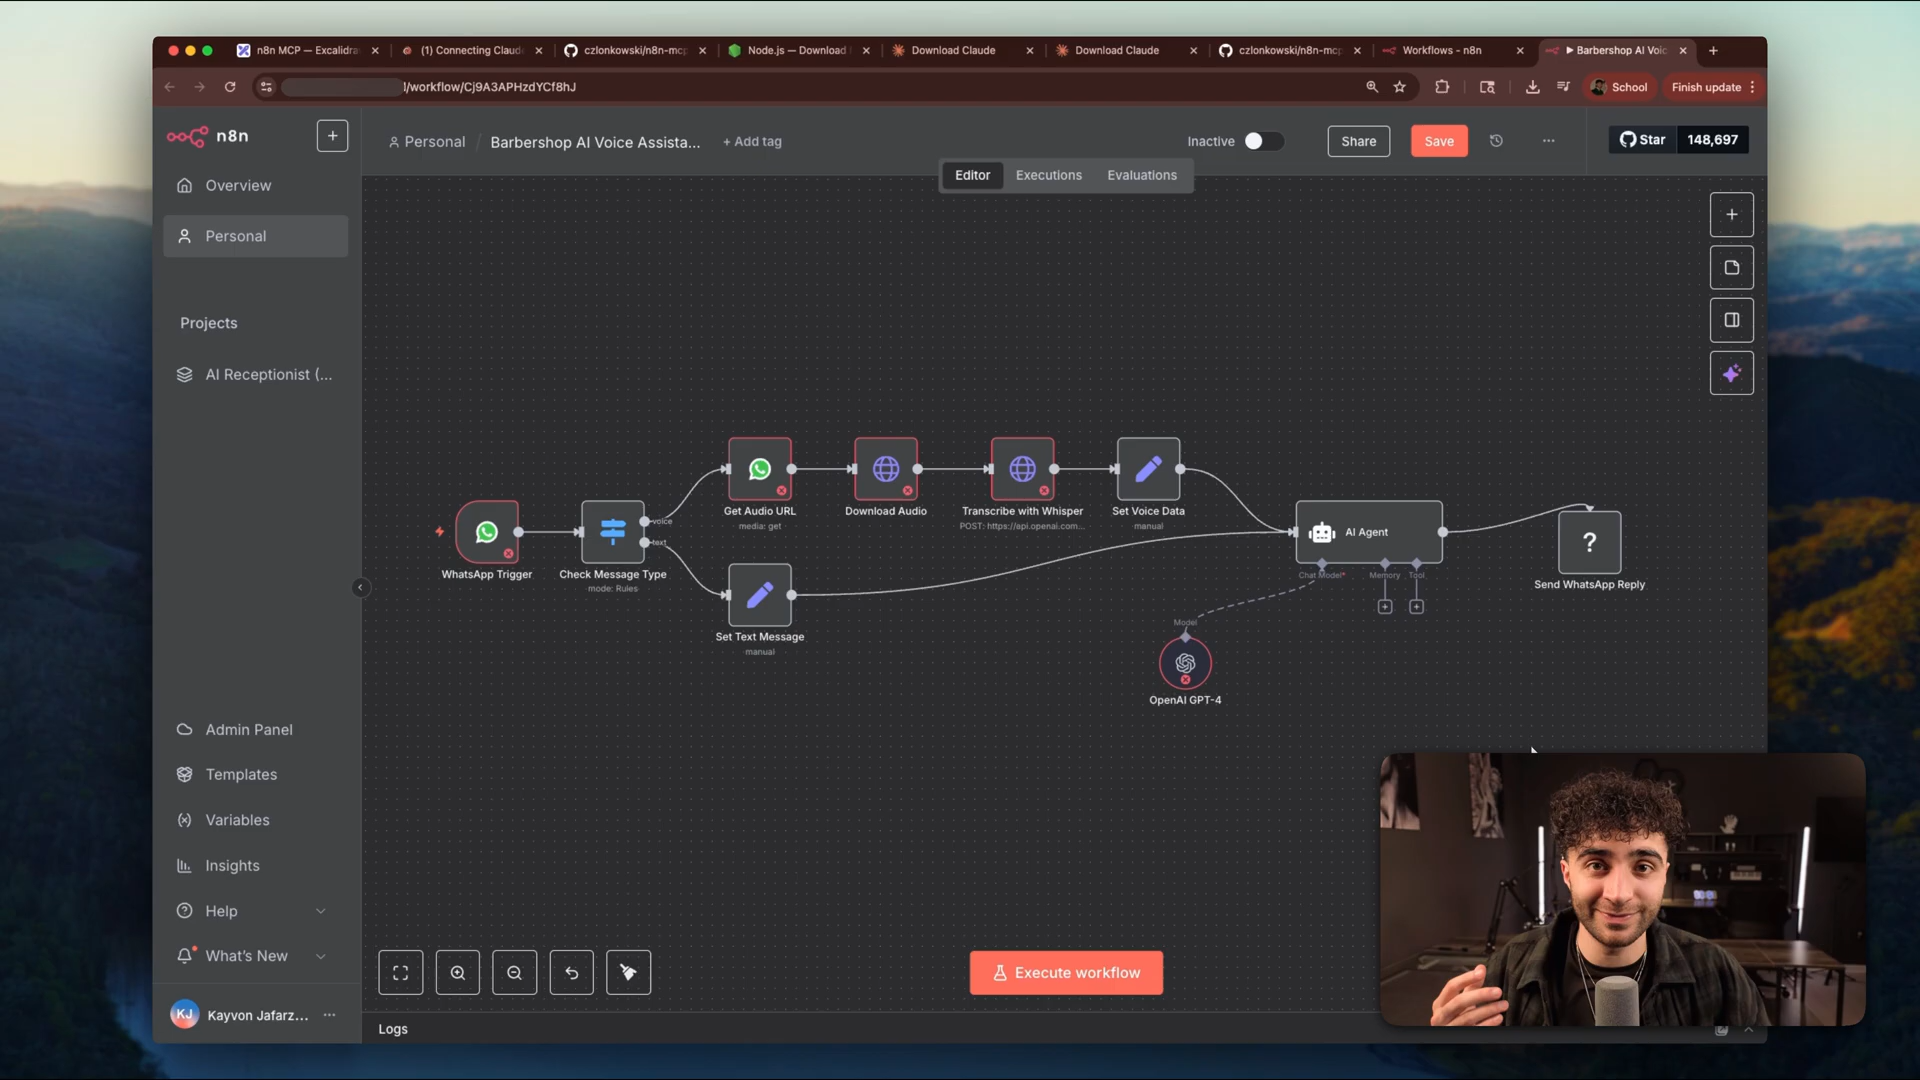 n8n MCP — Excalidra
(1) Connecting Claude
czlonkowski/n8n-mcp
Node.js — Download
Download Claude
Download Claude
czlonkowski/n8n-mcp
Workflows - n8n
Barbershop AI Voic
l/workflow/Cj9A3APHzdYCf8hJ
School
Finish update
n8n
Personal / Barbershop AI Voice Assista...
+ Add tag
Inactive
Share
Save
Star
148,697
Editor
Executions
Evaluations
Overview
Personal
Projects
AI Receptionist (...
WhatsApp Trigger
Check Message Type
mode: Rules
voice
text
Get Audio URL
media: get
Download Audio
Transcribe with Whisper
POST: https://api.openai.com...
Set Voice Data
manual
Set Text Message
manual
AI Agent
Chat Model*
Memory
Tool
Model
OpenAI GPT-4
?
Send WhatsApp Reply
Admin Panel
Templates
Variables
Insights
Help
What's New
KJ
Kayvon Jafarz...
Execute workflow
Logs